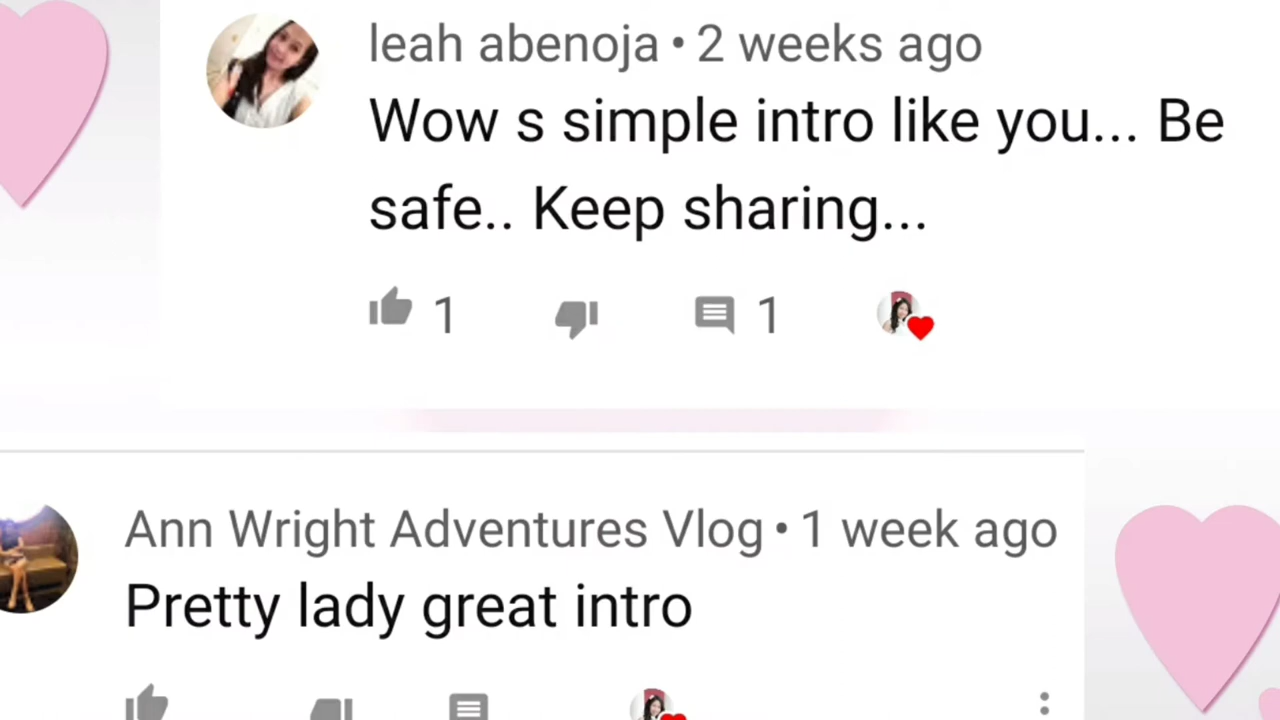 leah abenoja • 2 weeks ago
Wow s simple intro like you... Be
safe.. Keep sharing...
1 1
Ann Wright Adventures Vlog • 1 week ago
Pretty lady great intro